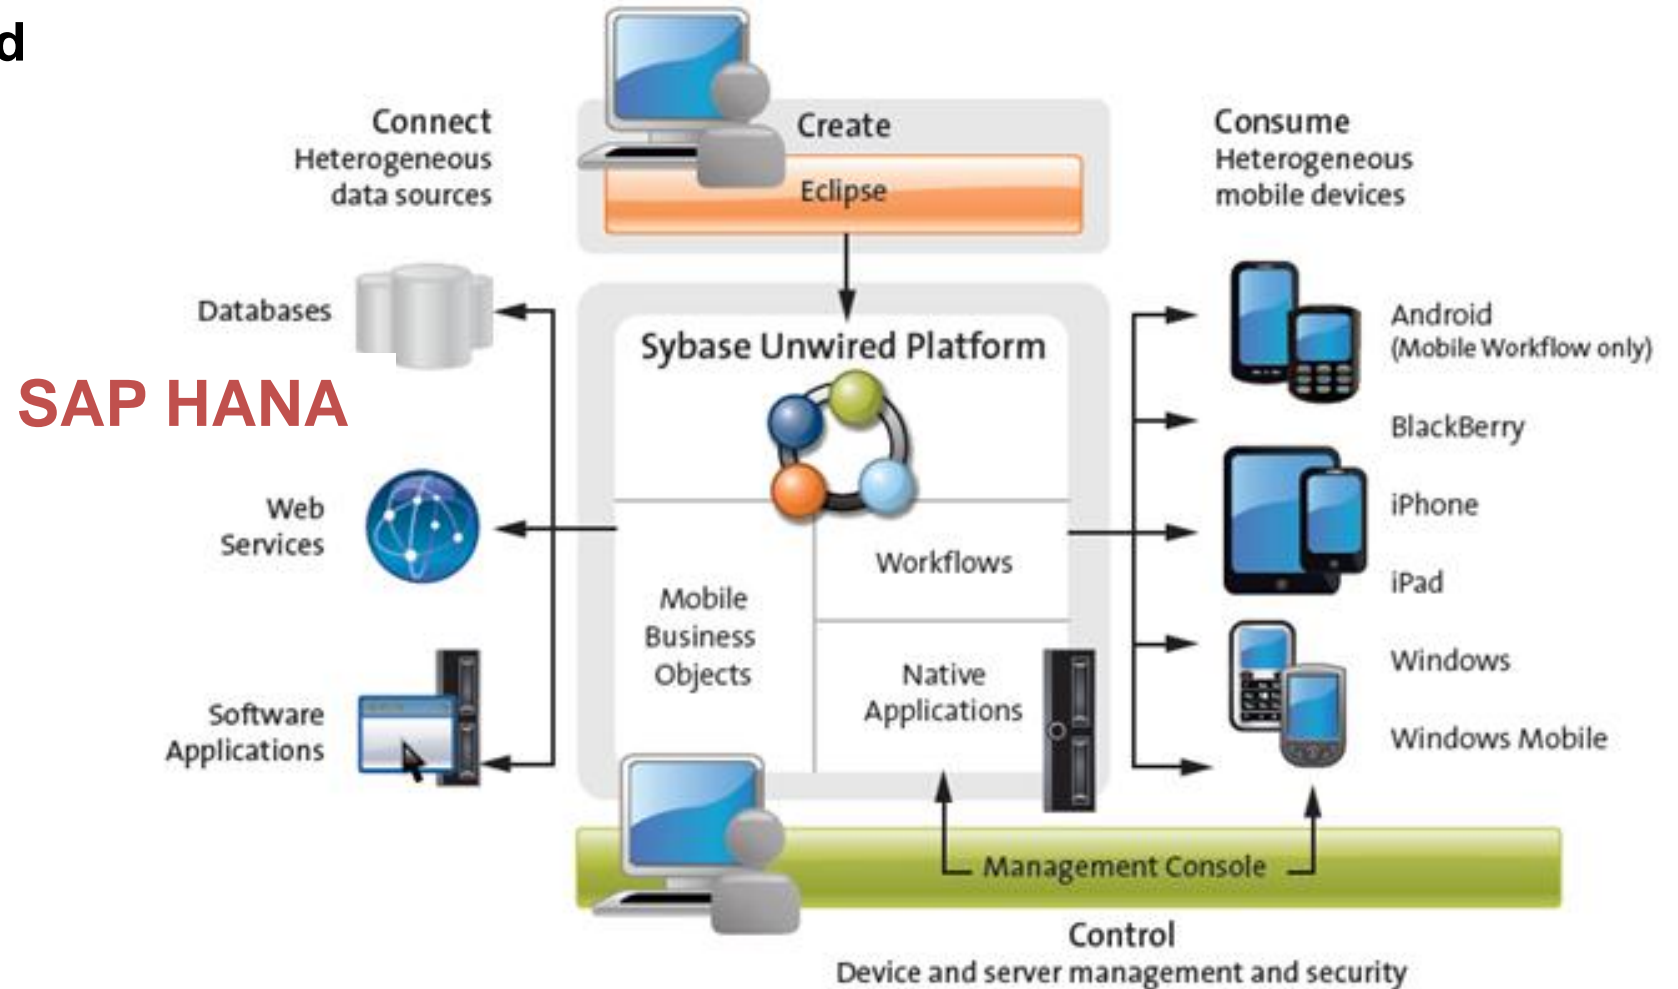 d
Connect
Heterogeneous
data sources
Create
Eclipse
Consume
Heterogeneous
mobile devices
Databases
SAP HANA
Web
Services
Software
Applications
Sybase Unwired Platform
Mobile
Business
Objects
Workflows
Native
Applications
Android
(Mobile Workflow only)
BlackBerry
iPhone
iPad
Windows
Windows Mobile
Management Console
Control
Device and server management and security